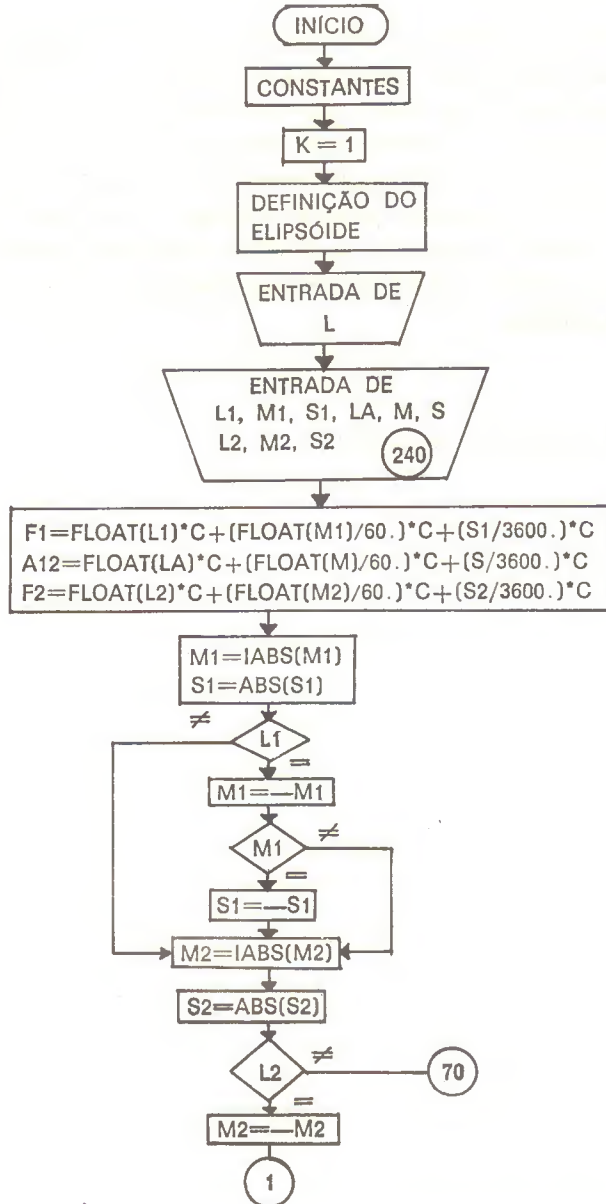 INÍCIO
CONSTANTES
K = 1
DEFINIÇÃO DO
ELIPSÓIDE
ENTRADA DE
L
ENTRADA DE
L1, M1, S1, LA, M, S
L2, M2, S2
240
F1=FLOAT(L1)*C+(FLOAT(M1)/60.)*C+(S1/3600.)*C
A12=FLOAT(LA)*C+(FLOAT(M)/60.)*C+(S/3600.)*C
F2=FLOAT(L2)*C+(FLOAT(M2)/60.)*C+(S2/3600.)*C
M1=IABS(M1)
S1=ABS(S1)
≠
L1
=
M1=—M1
≠
M1
=
S1=—S1
M2=IABS(M2)
S2=ABS(S2)
≠
L2
70
=
M2=—M2
1